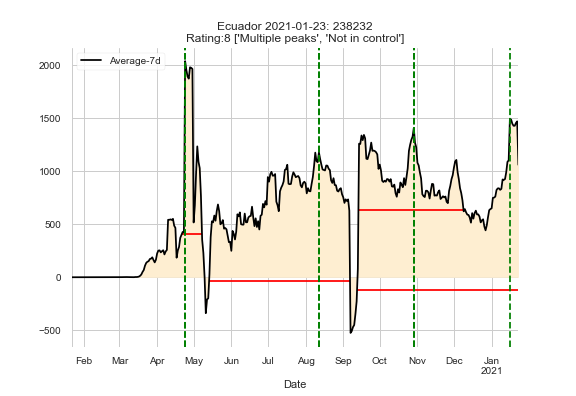 Ecuador 2021-01-23: 238232
Rating:8 ['Multiple peaks', 'Not in control']
Average-7d
2000
1500
1000
500
0
−500
Feb Mar Apr May Jun Jul Aug Sep Oct Nov Dec Jan
2021
Date